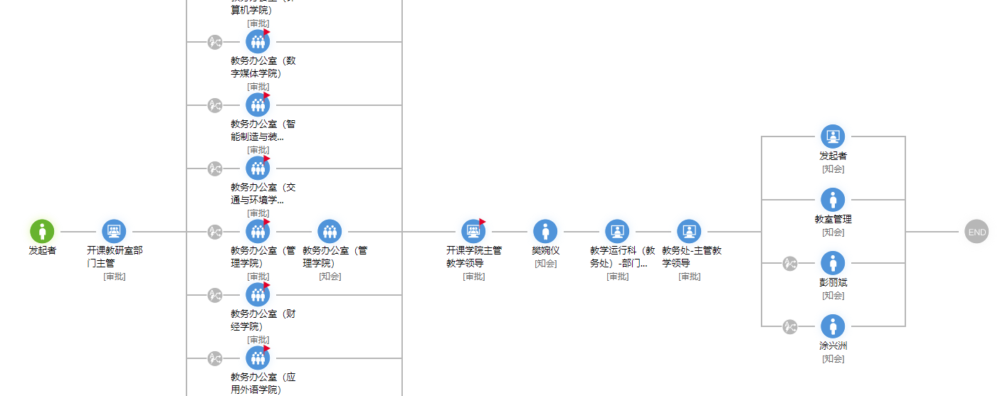 算机学院）
[审批]
教务办公室（数
字媒体学院）
[审批]
教务办公室（智
能制造与装...
[审批]
教务办公室（交
通与环境学...
[审批]
发起者
开课教研室部
门主管
[审批]
教务办公室（管
理学院）
[审批]
教务办公室（管
理学院）
[知会]
教务办公室（财
经学院）
[审批]
教务办公室（应
用外语学院）
开课学院主管
教学领导
[审批]
樊婉仪
[知会]
教学运行科（教
务处）-部门...
[审批]
教务处-主管教
学领导
[审批]
发起者
[知会]
教室管理
[知会]
彭丽斌
[知会]
涂兴洲
[知会]
END